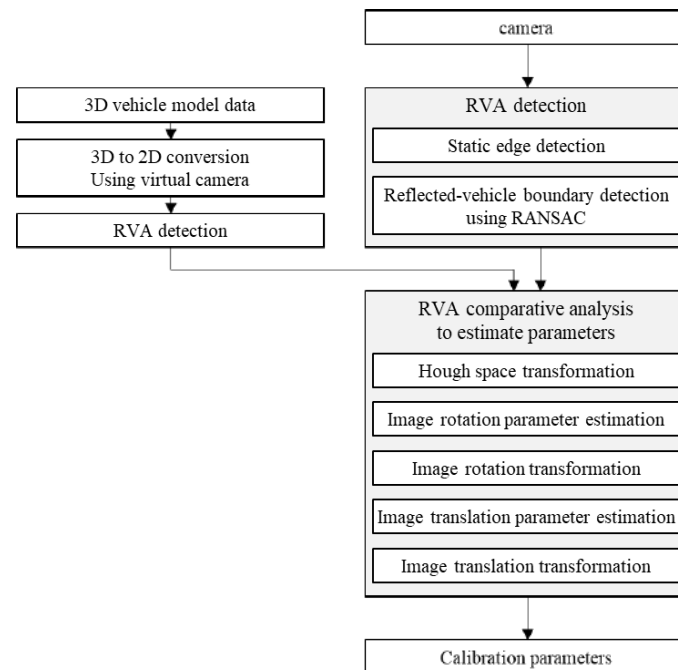 camera
3D vehicle model data
3D to 2D conversion
Using virtual camera
RVA detection
RVA detection
Static edge detection
Reflected-vehicle boundary detection
using RANSAC
RVA comparative analysis
to estimate parameters
Hough space transformation
Image rotation parameter estimation
Image rotation transformation
Image translation parameter estimation
Image translation transformation
Calibration parameters